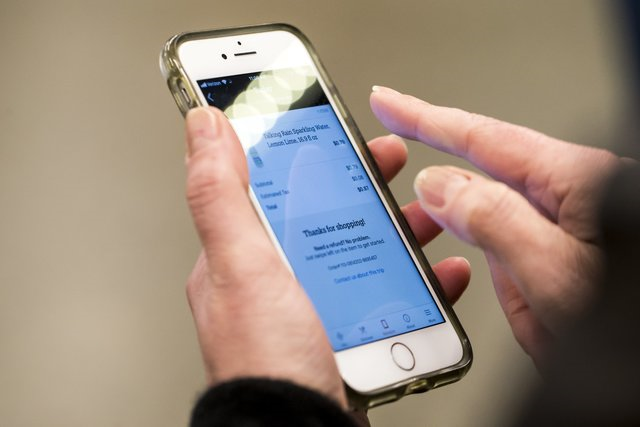 Verizon
Talking Rain Sparkling Water,
Lemon Lime, 16.9 fl oz
$0.79
Subtotal $0.79
Estimated Tax $0.08
Total $0.87
Thanks for shopping!
Need a refund? No problem.
Just swipe left on the item to get started.
Contact us about this trip
More